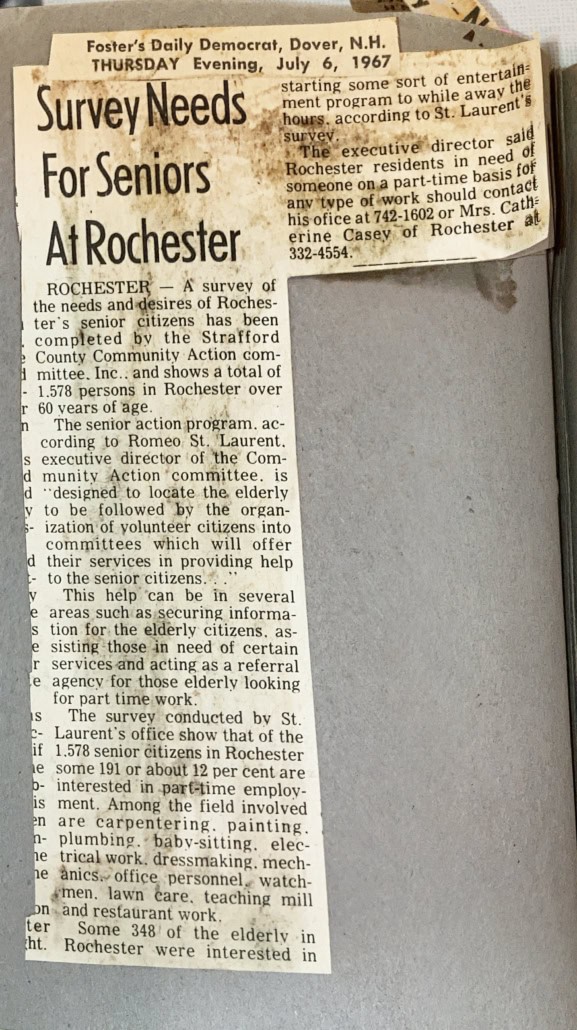 Foster's Daily Democrat, Dover, N.H.
THURSDAY Evening, July 6, 1967
Survey Needs
For Seniors
At Rochester
ROCHESTER — A survey of
the needs and desires of Roches-
ter's senior citizens has been
completed by the Strafford
County Community Action com-
mittee, Inc., and shows a total of
1,578 persons in Rochester over
60 years of age.
The senior action program, ac-
cording to Romeo St. Laurent,
executive director of the Com-
munity Action committee, is
"designed to locate the elderly
to be followed by the organ-
ization of volunteer citizens into
committees which will offer
their services in providing help
to the senior citizens. . ."
This help can be in several
areas such as securing informa-
tion for the elderly citizens, as-
sisting those in need of certain
services and acting as a referral
agency for those elderly looking
for part time work.
The survey conducted by St.
Laurent's office show that of the
1,578 senior citizens in Rochester
some 191 or about 12 per cent are
interested in part-time employ-
ment. Among the field involved
are carpentering, painting,
plumbing, baby-sitting, elec-
trical work, dressmaking, mech-
anics, office personnel, watch-
men, lawn care, teaching mill
and restaurant work.
Some 348 of the elderly in
Rochester were interested in
starting some sort of entertain-
ment program to while away the
hours, according to St. Laurent's
survey.
The executive director said
Rochester residents in need of
someone on a part-time basis for
any type of work should contact
his ofice at 742-1602 or Mrs. Cath-
erine Casey of Rochester at
332-4554.